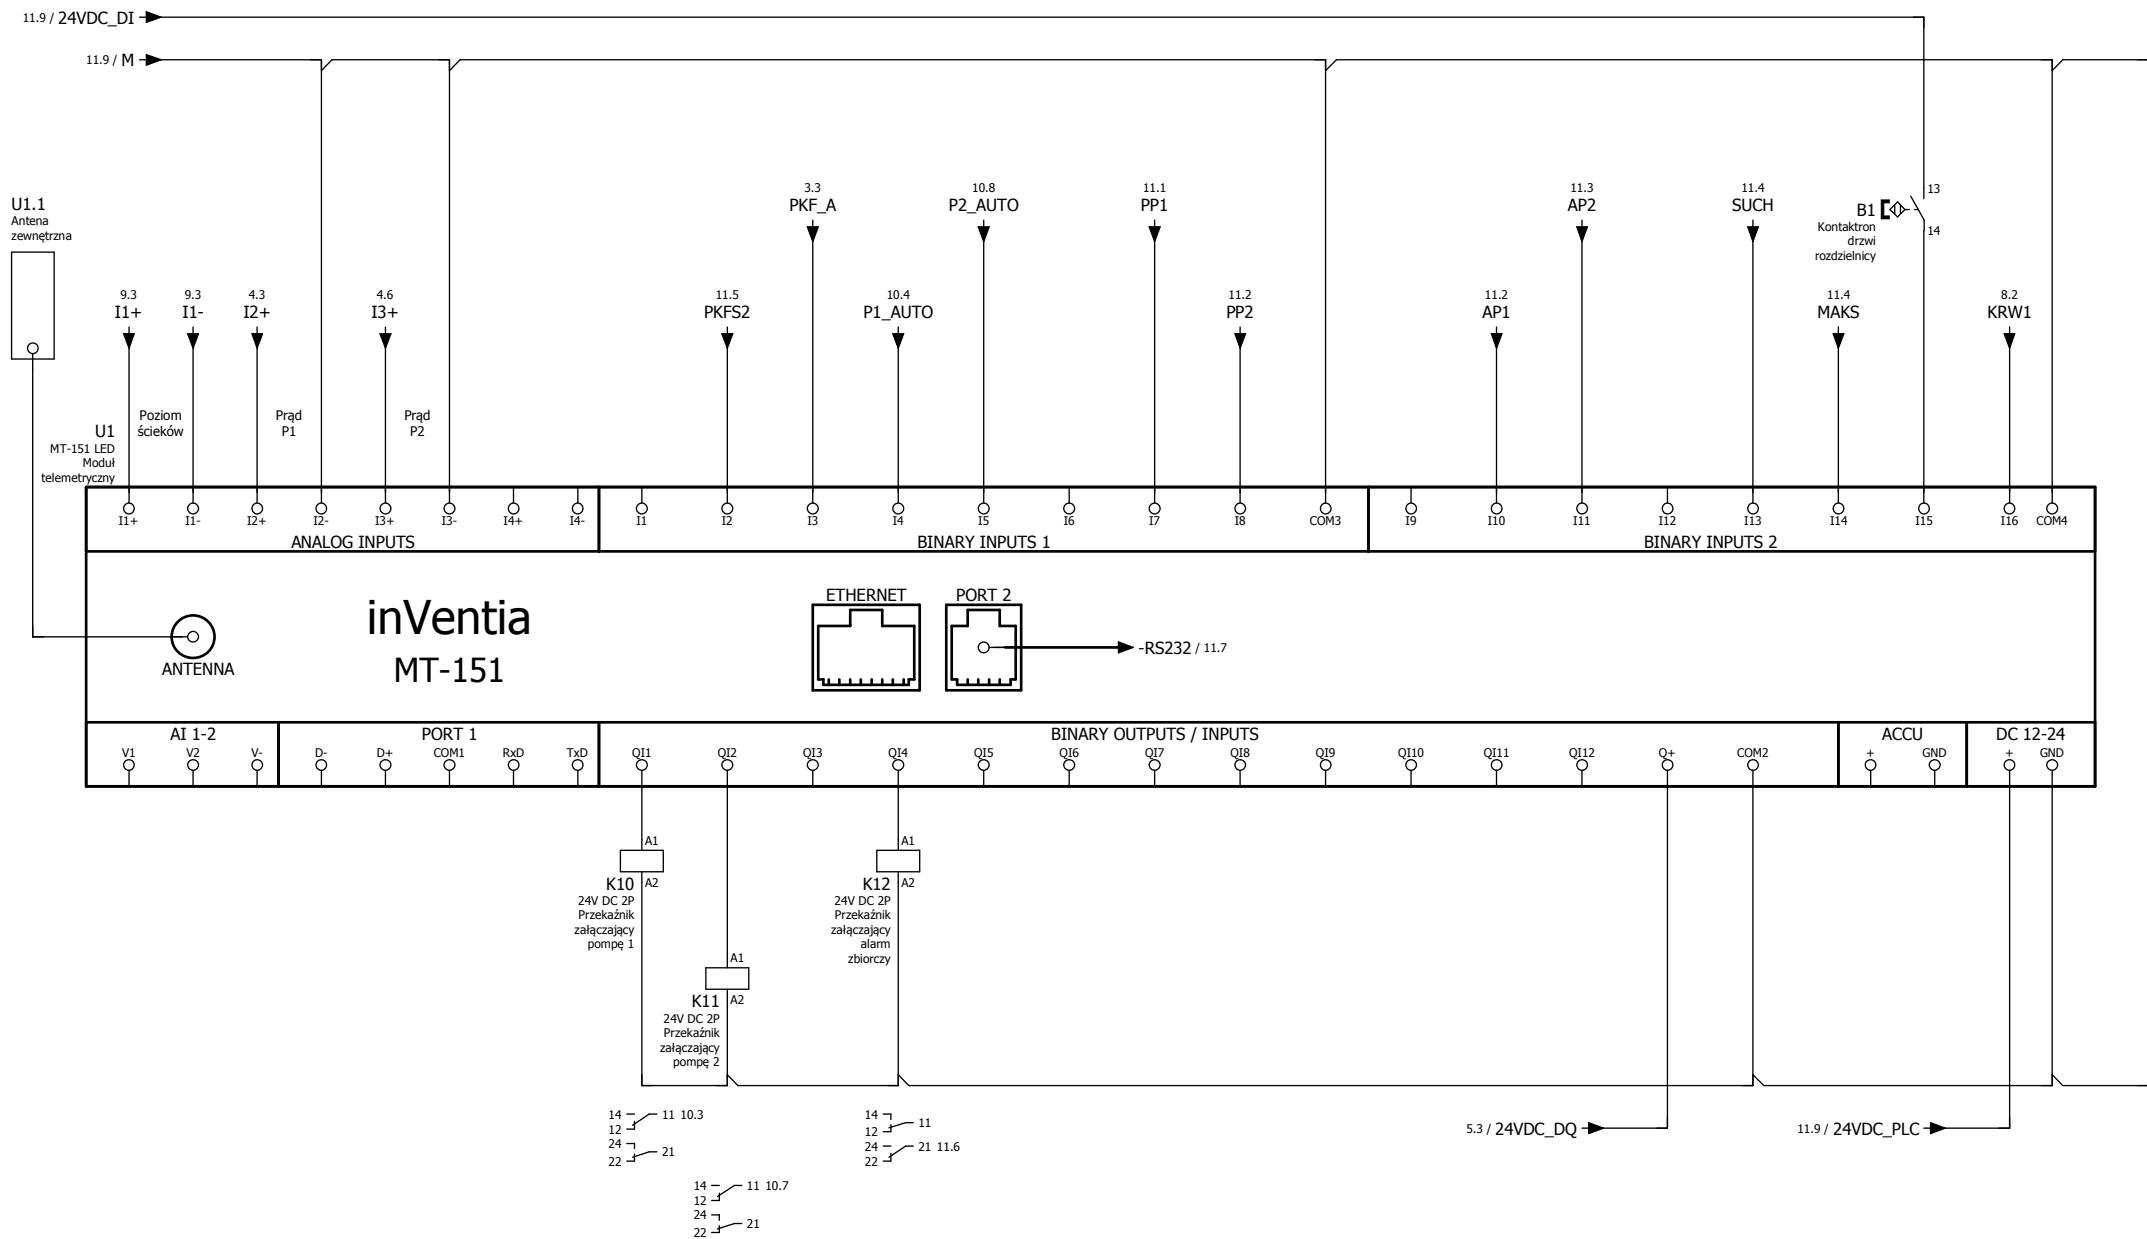 11.9 / 24VDC_DI
11.9 / M
U1.1
Antena
zewnętrzna
9.3
I1+
9.3
I1-
4.3
I2+
4.6
I3+
11.5
PKFS2
3.3
PKF_A
10.4
P1_AUTO
10.8
P2_AUTO
11.1
PP1
11.2
PP2
11.2
AP1
11.3
AP2
11.4
SUCH
11.4
MAKS
13
B1
14
Kontaktron
drzwi
rozdzielnicy
8.2
KRW1
Poziom
ścieków
Prąd
P1
Prąd
P2
U1
MT-151 LED
Moduł
telemetryczny
I1+ I1- I2+ I2- I3+ I3- I4+ I4- I1 I2 I3 I4 I5 I6 I7 I8 COM3 I9 I10 I11 I12 I13 I14 I15 I16 COM4
ANALOG INPUTS BINARY INPUTS 1 BINARY INPUTS 2
inVentia
MT-151
ANTENNA
ETHERNET
PORT 2
-RS232 / 11.7
AI 1-2 PORT 1 BINARY OUTPUTS / INPUTS ACCU DC 12-24
V1 V2 V- D- D+ COM1 RxD TxD QI1 QI2 QI3 QI4 QI5 QI6 QI7 QI8 QI9 QI10 QI11 QI12 Q+ COM2 + GND + GND
A1
K10 A2
24V DC 2P
Przekaźnik
załączający
pompę 1
A1
K11 A2
24V DC 2P
Przekaźnik
załączający
pompę 2
A1
K12 A2
24V DC 2P
Przekaźnik
załączający
alarm
zbiorczy
14 11 10.3
12
24 21
22
14 11 10.7
12
24 21
22
14 11
12
24 21 11.6
22
5.3 / 24VDC_DQ
11.9 / 24VDC_PLC